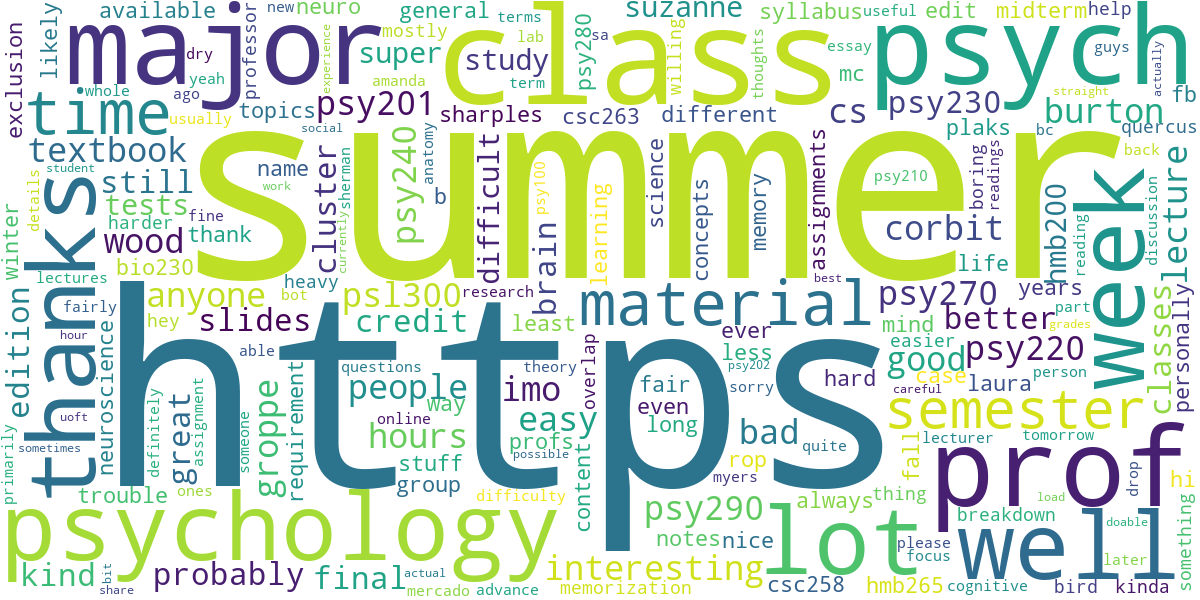 exclusion
likely
available
neuro
new
general
mostly
terms
lab
suzanne
syllabus
useful
edit
midterm
help
major
dry
yeah
ago
professor
experience
super
amanda
term
class
study
psy280
sa
willing
thoughts
mc
essay
psych
guys
actually
straight
fb
whole
time
usually
topics
psy201
social
sharples
csc263
different
cs
psy230
burton
plaks
bc
quercus
back
textbook
student
still
details
tests
harder
winter
name
work
fine
thank
cluster
sherman
currently
psy240
anatomy
b
difficult
summer
psy100
learning
science
concepts
memory
assignments
psy210
best
corbit
boring
readings
life
hmb200
reading
week
discussion
lecture
thanks
wood
bio230
lectures
heavy
bot
anyone
hey
psl300
research
brain
material
psy270
years
personally
edition
fairly
hour
neuroscience
slides
able
credit
least
ever
less
psy202
mind
easier
better
part
grades
classes
good
psy220
https
questions
theory
overlap
people
way
imo
fair
even
sorry
hard
case
careful
laura
person
uoft
sometimes
great
definitely
assignment
someone
groppe
requirement
online
hours
easy
profs
possible
long
bad
quite
semester
primarily
trouble
ones
stuff
group
content
difficulty
rop
myers
fall
lecturer
tomorrow
prof
load
drop
hi
something
psychology
psy290
notes
nice
lot
always
thing
breakdown
doable
please
focus
well
later
kind
bit
share
probably
final
actual
mercado
advance
interesting
memorization
csc258
hmb265
cognitive
bird
kinda